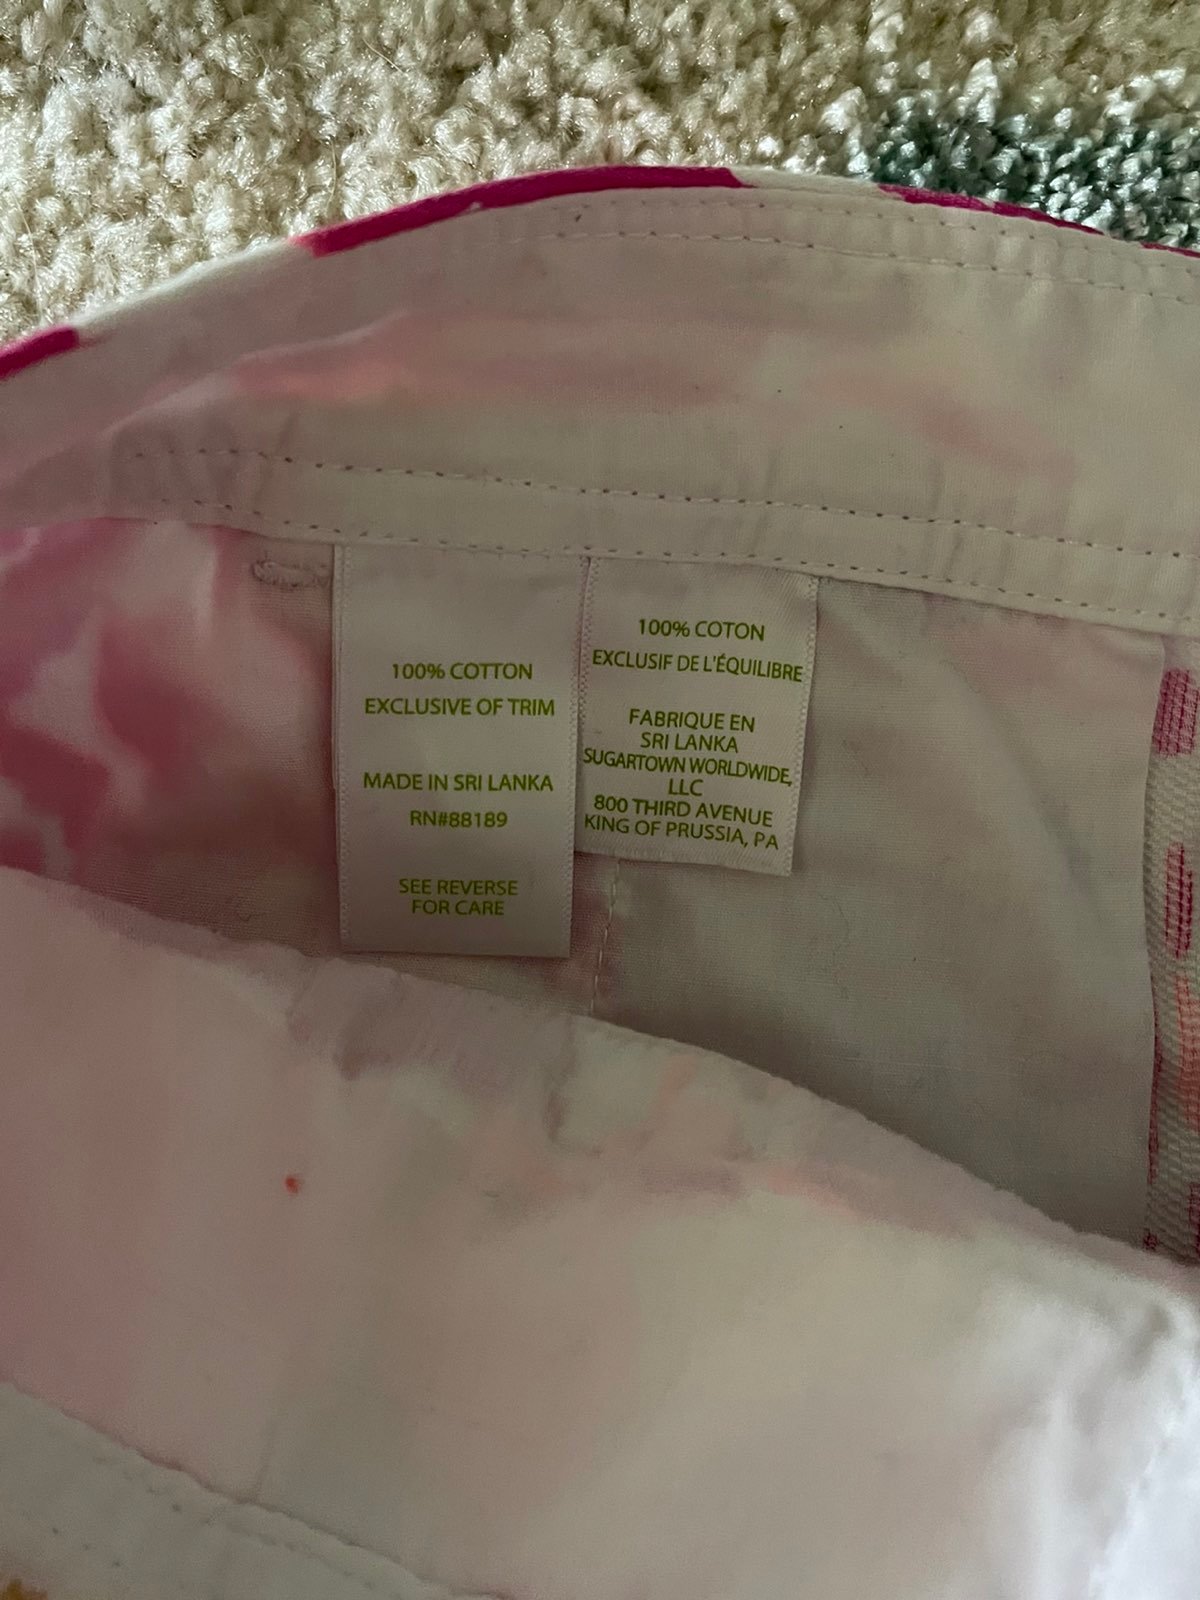 100% COTTON
EXCLUSIVE OF TRIM
MADE IN SRI LANKA
RN#88189
SEE REVERSE
FOR CARE
100% COTON
EXCLUSIF DE L'ÉQUILIBRE
FABRIQUE EN
SRI LANKA
SUGARTOWN WORLDWIDE,
LLC
800 THIRD AVENUE
KING OF PRUSSIA, PA